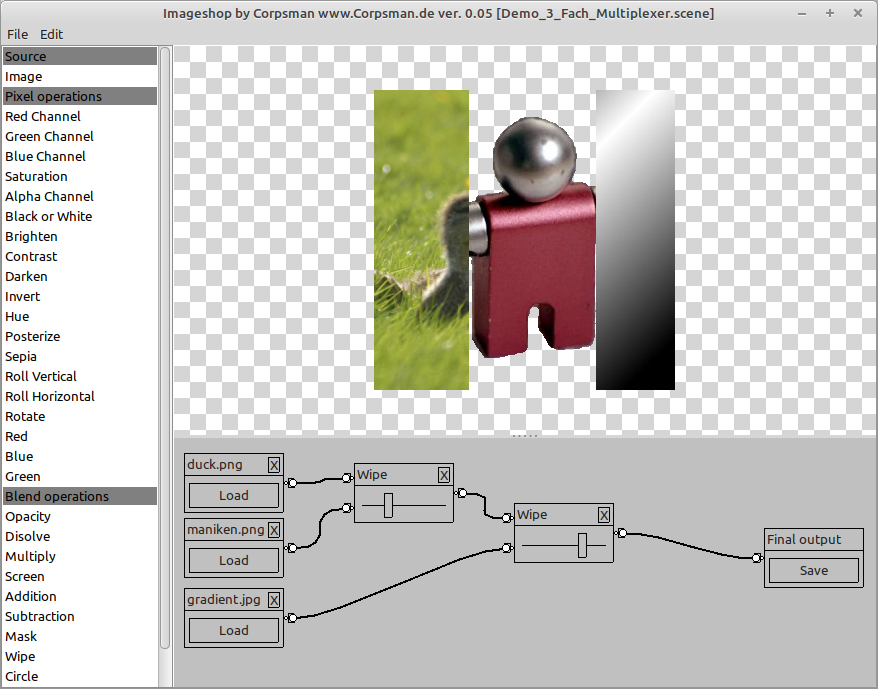 Imageshop by Corpsman www.Corpsman.de ver. 0.05 [Demo_3_Fach_Multiplexer.scene]
File Edit
Source
Image
Pixel operations
Red Channel
Green Channel
Blue Channel
Saturation
Alpha Channel
Black or White
Brighten
Contrast
Darken
Invert
Hue
Posterize
Sepia
Roll Vertical
Roll Horizontal
Rotate
Red
Blue
Green
Blend operations
Opacity
Disolve
Multiply
Screen
Addition
Subtraction
Mask
Wipe
Circle
duck.png X
Load
maniken.png X
Load
gradient.jpg X
Load
Wipe X
Wipe X
Final output
Save